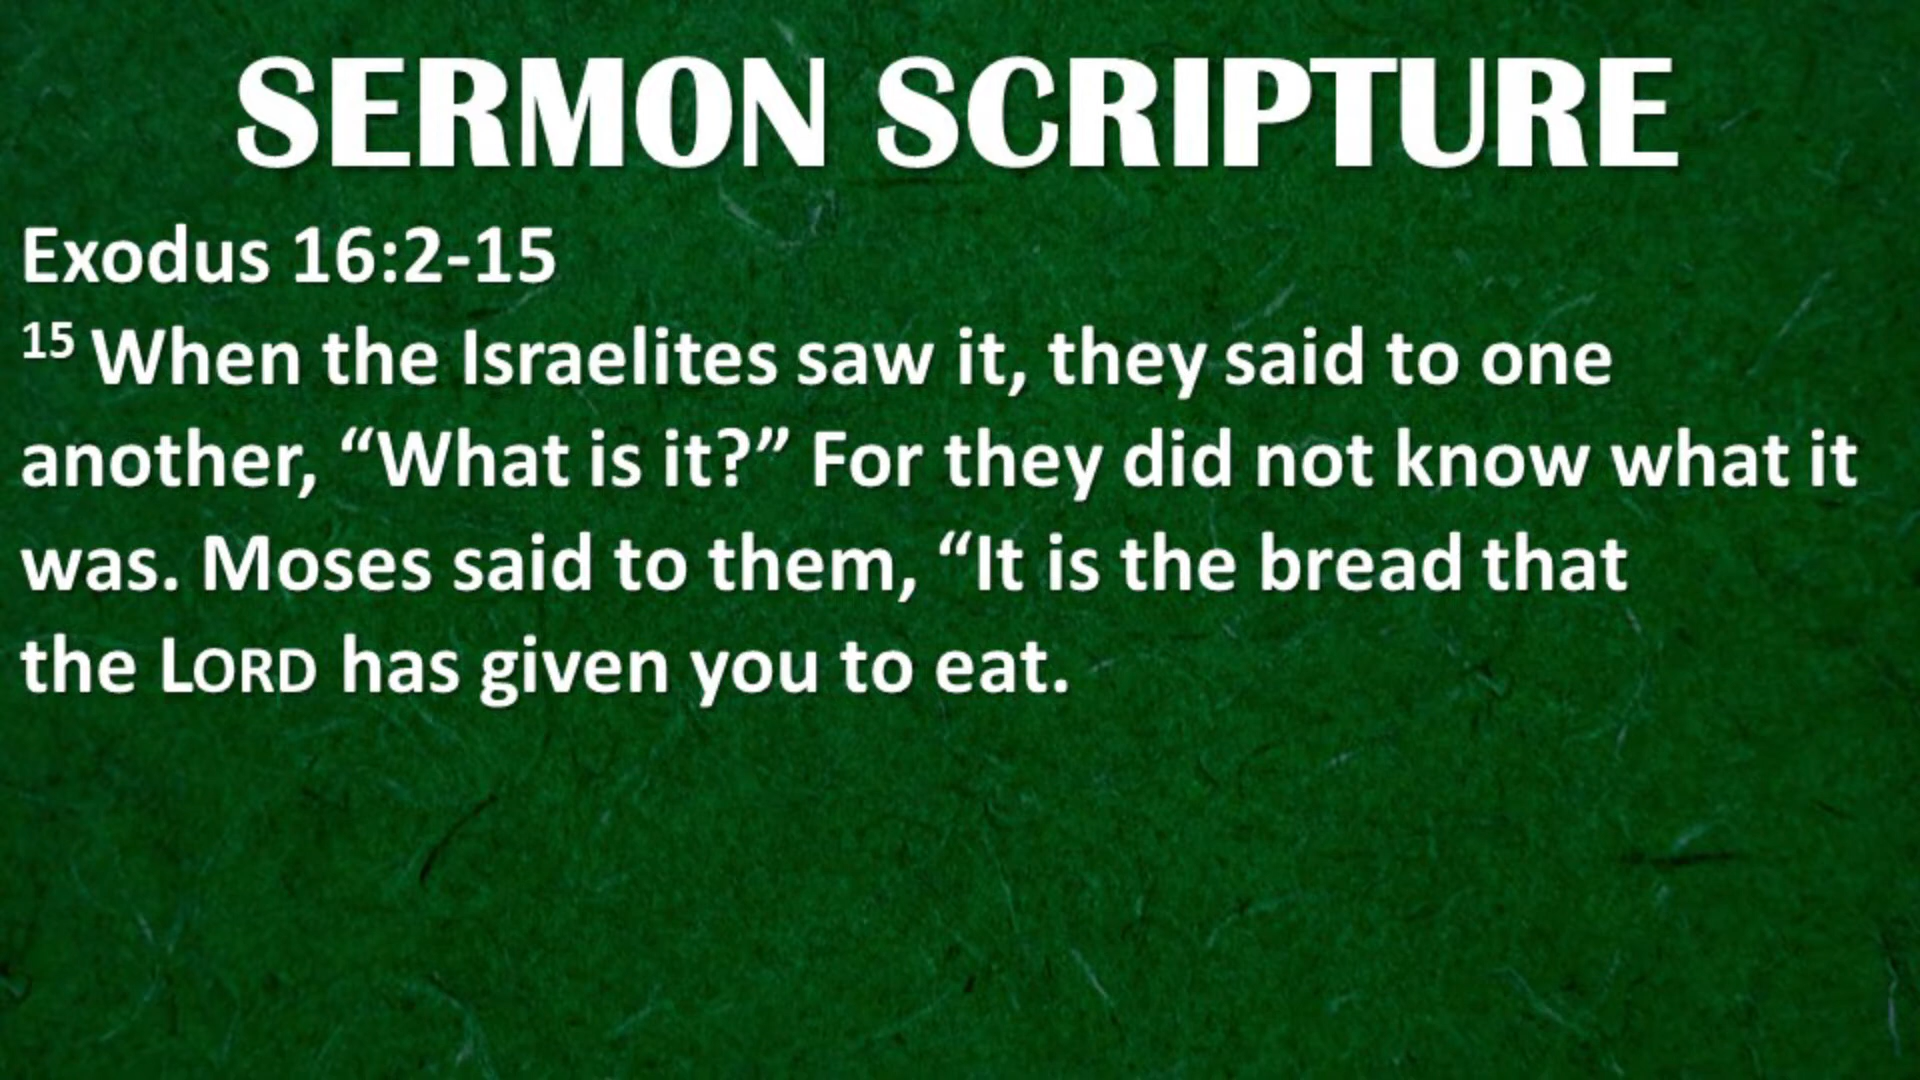 SERMON SCRIPTURE
Exodus 16:2-15
15 When the Israelites saw it, they said to one
another, “What is it?” For they did not know what it
was. Moses said to them, “It is the bread that
the LORD has given you to eat.